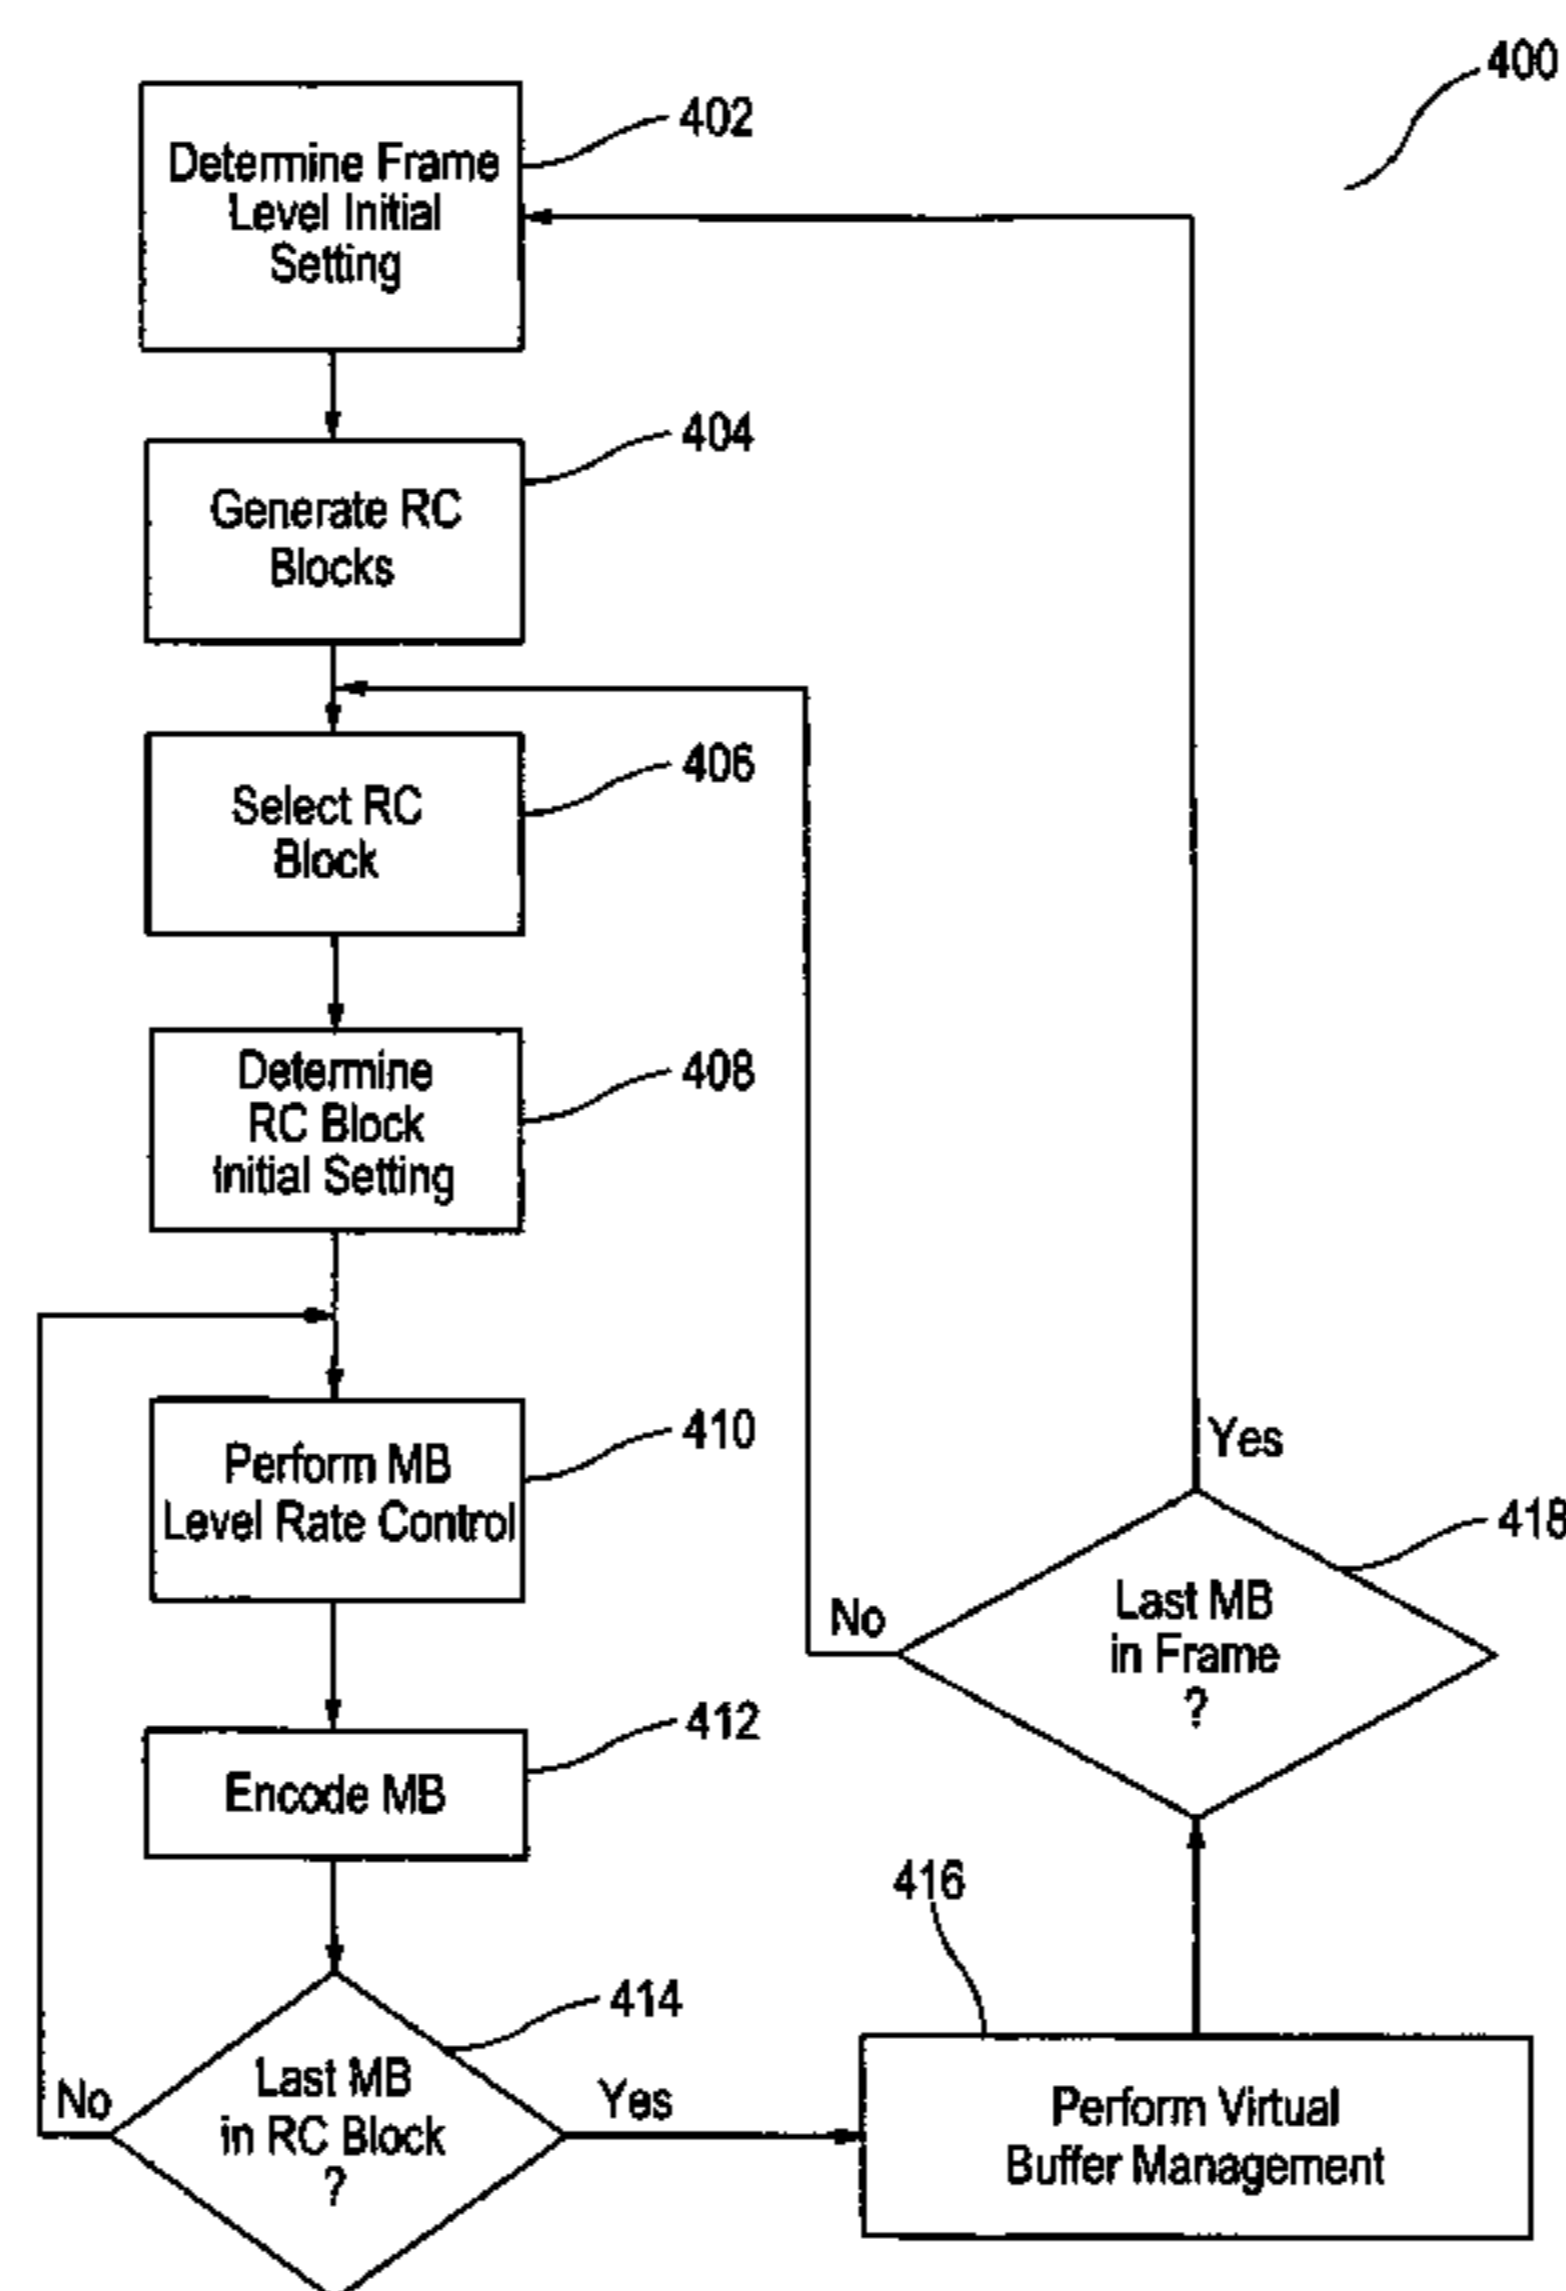 400
402
Determine Frame
Level Initial
Setting
404
Generate RC
Blocks
406
Select RC
Block
408
Determine
RC Block
Initial Setting
410
Perform MB
Level Rate Control
412
Encode MB
414
Last MB
in RC Block
?
No
Yes
416
Perform Virtual
Buffer Management
418
Last MB
in Frame
?
No
Yes